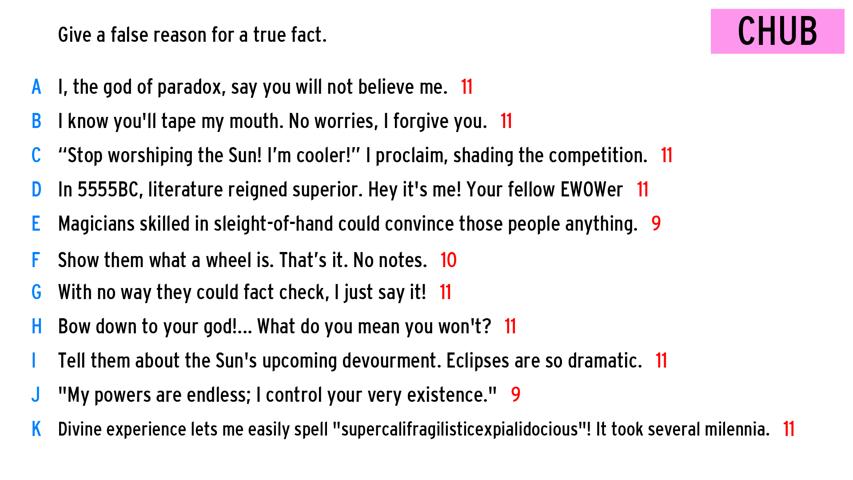 Give a false reason for a true fact.
CHUB
A I, the god of paradox, say you will not believe me. 11
B I know you'll tape my mouth. No worries, I forgive you. 11
C “Stop worshiping the Sun! I’m cooler!” I proclaim, shading the competition. 11
D In 5555BC, literature reigned superior. Hey it's me! Your fellow EWOWer 11
E Magicians skilled in sleight-of-hand could convince those people anything. 9
F Show them what a wheel is. That’s it. No notes. 10
G With no way they could fact check, I just say it! 11
H Bow down to your god!... What do you mean you won't? 11
I Tell them about the Sun's upcoming devourment. Eclipses are so dramatic. 11
J "My powers are endless; I control your very existence." 9
K Divine experience lets me easily spell "supercalifragilisticexpialidocious"! It took several milennia. 11